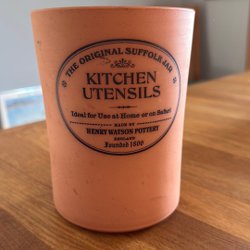 THE ORIGINAL SUFFOLK JAR
KITCHEN
UTENSILS
Ideal for Use at Home or on Safari
MADE BY
HENRY WATSON POTTERY
ENGLAND
Founded 1800